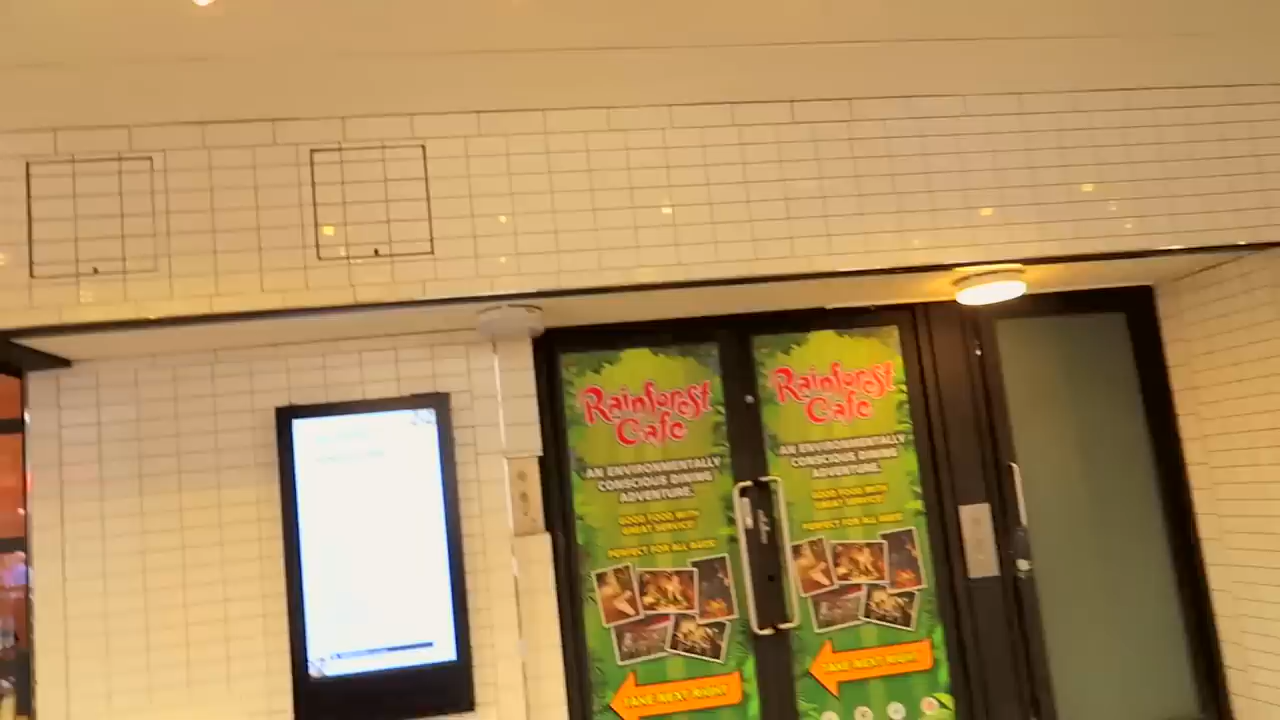 Rainforest
Cafe
AN ENVIRONMENTALLY
CONSCIOUS DINING
ADVENTURE.
GOOD FOOD WITH
GREAT SERVICE!
PERFECT FOR ALL AGES!
TAKE NEXT RIGHT
Rainforest
Cafe
AN ENVIRONMENTALLY
CONSCIOUS DINING
ADVENTURE.
GOOD FOOD WITH
GREAT SERVICE!
PERFECT FOR ALL AGES!
TAKE NEXT RIGHT